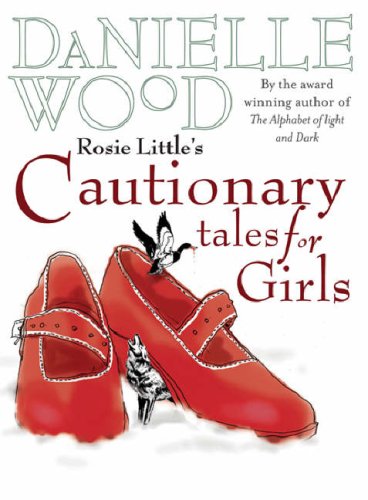 DANIELLE
WOOD
By the award
winning author of
The Alphabet of light
and Dark
Rosie Little's
Cautionary
tales for
Girls